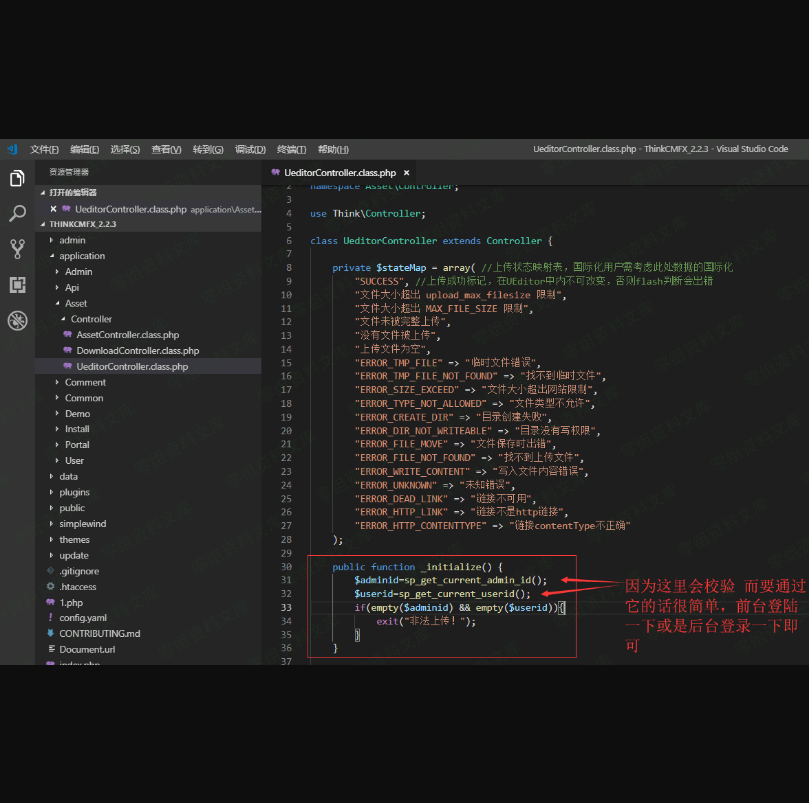 文件(F) 编辑(E) 选择(S) 查看(V) 转到(G) 调试(D) 终端(T) 帮助(H) UeditorController.class.php - ThinkCMFX_2.2.3 - Visual Studio Code
资源管理器
打开的编辑器
UeditorController.class.php application\Asset...
THINKCMFX_2.2.3
admin
application
Admin
Api
Asset
Controller
AssetController.class.php
DownloadController.class.php
UeditorController.class.php
Comment
Common
Demo
Install
Portal
User
data
plugins
public
simplewind
themes
update
.gitignore
.htaccess
1.php
config.yaml
CONTRIBUTING.md
Document.url
index.php
UeditorController.class.php
2 namespace Asset\Controller;
3
4 use Think\Controller;
5
6 class UeditorController extends Controller {
7
8 private $stateMap = array( //上传状态映射表，国际化用户需考虑此处数据的国际化
9 "SUCCESS", //上传成功标记，在UEditor中内不可改变，否则flash判断会出错
10 "文件大小超出 upload_max_filesize 限制",
11 "文件大小超出 MAX_FILE_SIZE 限制",
12 "文件未被完整上传",
13 "没有文件被上传",
14 "上传文件为空",
15 "ERROR_TMP_FILE" => "临时文件错误",
16 "ERROR_TMP_FILE_NOT_FOUND" => "找不到临时文件",
17 "ERROR_SIZE_EXCEED" => "文件大小超出网站限制",
18 "ERROR_TYPE_NOT_ALLOWED" => "文件类型不允许",
19 "ERROR_CREATE_DIR" => "目录创建失败",
20 "ERROR_DIR_NOT_WRITEABLE" => "目录没有写权限",
21 "ERROR_FILE_MOVE" => "文件保存时出错",
22 "ERROR_FILE_NOT_FOUND" => "找不到上传文件",
23 "ERROR_WRITE_CONTENT" => "写入文件内容错误",
24 "ERROR_UNKNOWN" => "未知错误",
25 "ERROR_DEAD_LINK" => "链接不可用",
26 "ERROR_HTTP_LINK" => "链接不是http链接",
27 "ERROR_HTTP_CONTENTTYPE" => "链接contentType不正确"
28 );
29
30 public function _initialize() {
31 $adminid=sp_get_current_admin_id();
32 $userid=sp_get_current_userid();
33 if(empty($adminid) && empty($userid)){
34 exit("非法上传！");
35 }
36 }
37
因为这里会校验 而要通过
它的话很简单，前台登陆
一下或是后台登录一下即
可